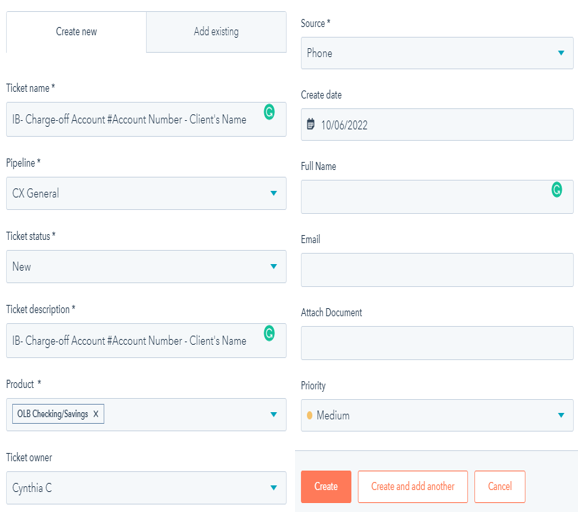 Create new
Add existing
Ticket name *
IB- Charge-off Account #Account Number - Client's Name
Pipeline *
CX General
Ticket status *
New
Ticket description *
IB- Charge-off Account #Account Number - Client's Name
Product *
OLB Checking/Savings X
Ticket owner
Cynthia C
Source *
Phone
Create date
10/06/2022
Full Name
Email
Attach Document
Priority
Medium
Create
Create and add another
Cancel